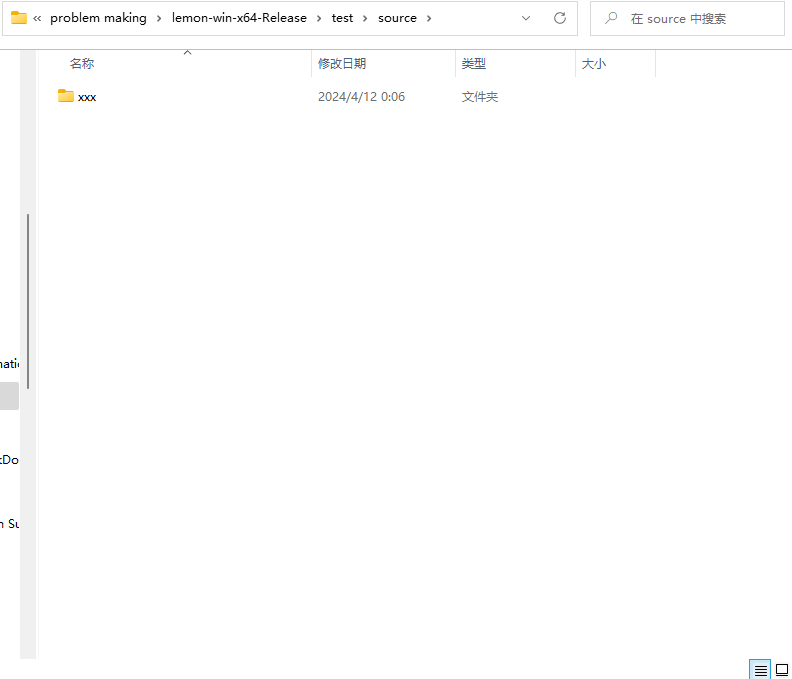 « problem making › lemon-win-x64-Release › test › source ›
在 source 中搜索
名称 修改日期 类型 大小
xxx 2024/4/12 0:06 文件夹
natic
tDo
n Su